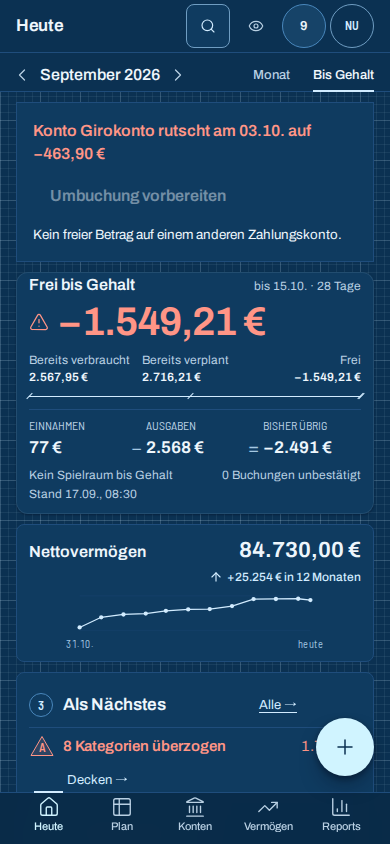 Heute
9
NU
September 2026
Monat
Bis Gehalt
Konto Girokonto rutscht am 03.10. auf
−463,90 €
Umbuchung vorbereiten
Kein freier Betrag auf einem anderen Zahlungskonto.
Frei bis Gehalt
bis 15.10. · 28 Tage
−1.549,21 €
Bereits verbraucht
Bereits verplant
Frei
2.567,95 €
2.716,21 €
−1.549,21 €
EINNAHMEN
AUSGABEN
BISHER ÜBRIG
77 €
− 2.568 €
= −2.491 €
Kein Spielraum bis Gehalt
0 Buchungen unbestätigt
Stand 17.09., 08:30
Nettovermögen
84.730,00 €
↑ +25.254 € in 12 Monaten
31.10.
heute
3
Als Nächstes
Alle →
A
8 Kategorien überzogen
Decken →
Heute
Plan
Konten
Vermögen
Reports